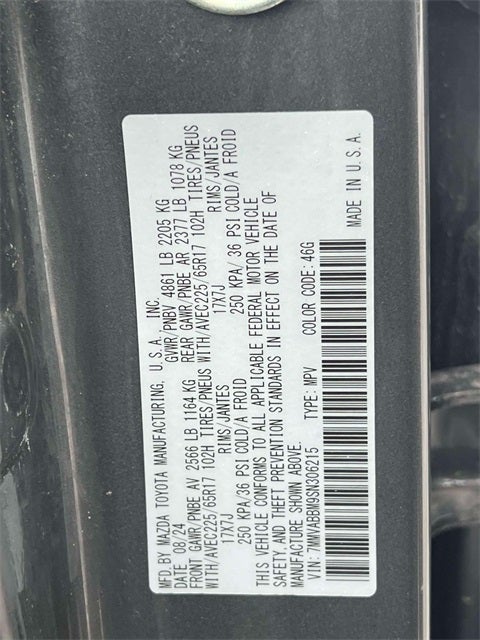 MFD.BY MAZDA TOYOTA MANUFACTURING, U.S.A. INC.
DATE 08/24 GVWR/PNBV 4861 LB 2205 KG
FRONT GAWR/PNBE AV 2566 LB 1164 KG REAR GAWR/PNBE AR 2377 LB 1078 KG
WITH/AVEC225/65R17 102H TIRES/PNEUS WITH/AVEC225/65R17 102H TIRES/PNEUS
17X7J RIMS/JANTES 17X7J RIMS/JANTES
250 KPA/36 PSI COLD/A FROID 250 KPA/ 36 PSI COLD/A FROID
THIS VEHICLE CONFORMS TO ALL APPLICABLE FEDERAL MOTOR VEHICLE
SAFETY, AND THEFT PREVENTION STANDARDS IN EFFECT ON THE DATE OF
MANUFACTURE SHOWN ABOVE.
VIN:7MMVABBM9SN306215 TYPE: MPV COLOR CODE:46G
MADE IN U.S.A.